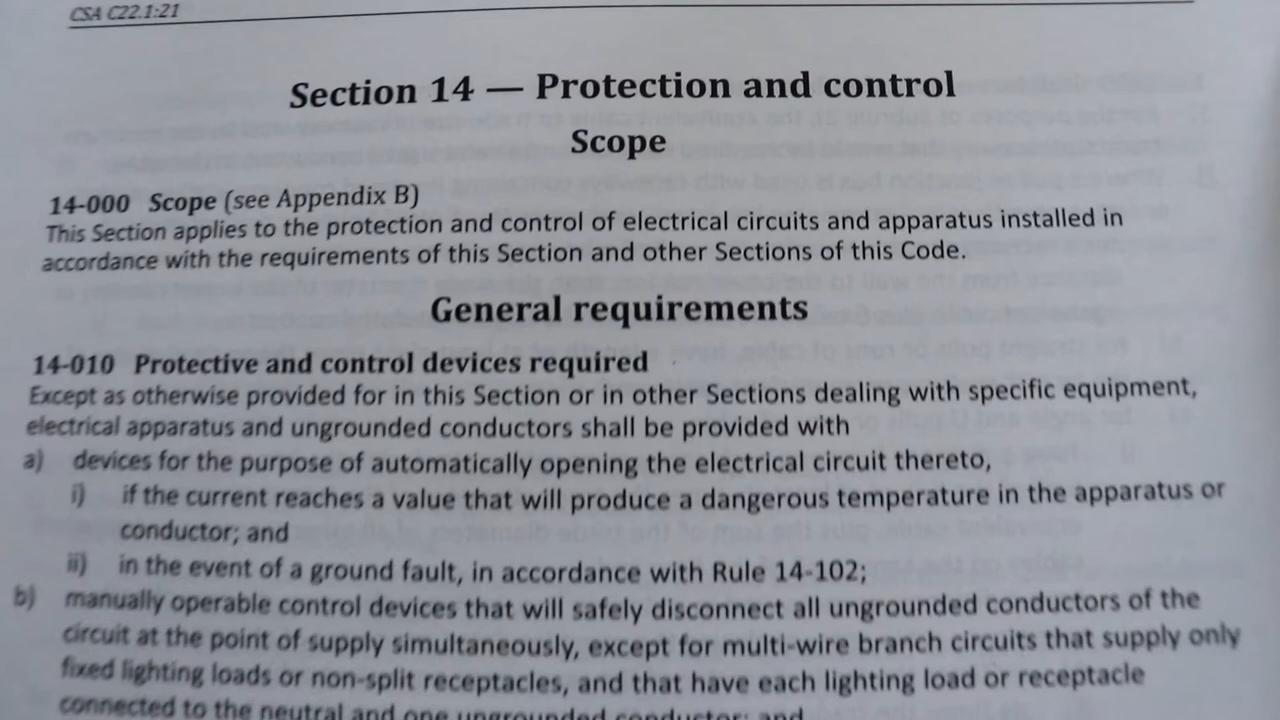 CSA C22.1:21
Section 14 — Protection and control
Scope
14-000 Scope (see Appendix B)
This Section applies to the protection and control of electrical circuits and apparatus installed in
accordance with the requirements of this Section and other Sections of this Code.
General requirements
14-010 Protective and control devices required
Except as otherwise provided for in this Section or in other Sections dealing with specific equipment,
electrical apparatus and ungrounded conductors shall be provided with
a) devices for the purpose of automatically opening the electrical circuit thereto,
i) if the current reaches a value that will produce a dangerous temperature in the apparatus or
conductor; and
ii) in the event of a ground fault, in accordance with Rule 14-102;
b) manually operable control devices that will safely disconnect all ungrounded conductors of the
circuit at the point of supply simultaneously, except for multi-wire branch circuits that supply only
fixed lighting loads or non-split receptacles, and that have each lighting load or receptacle
connected to the neutral and one ungrounded conductor; and